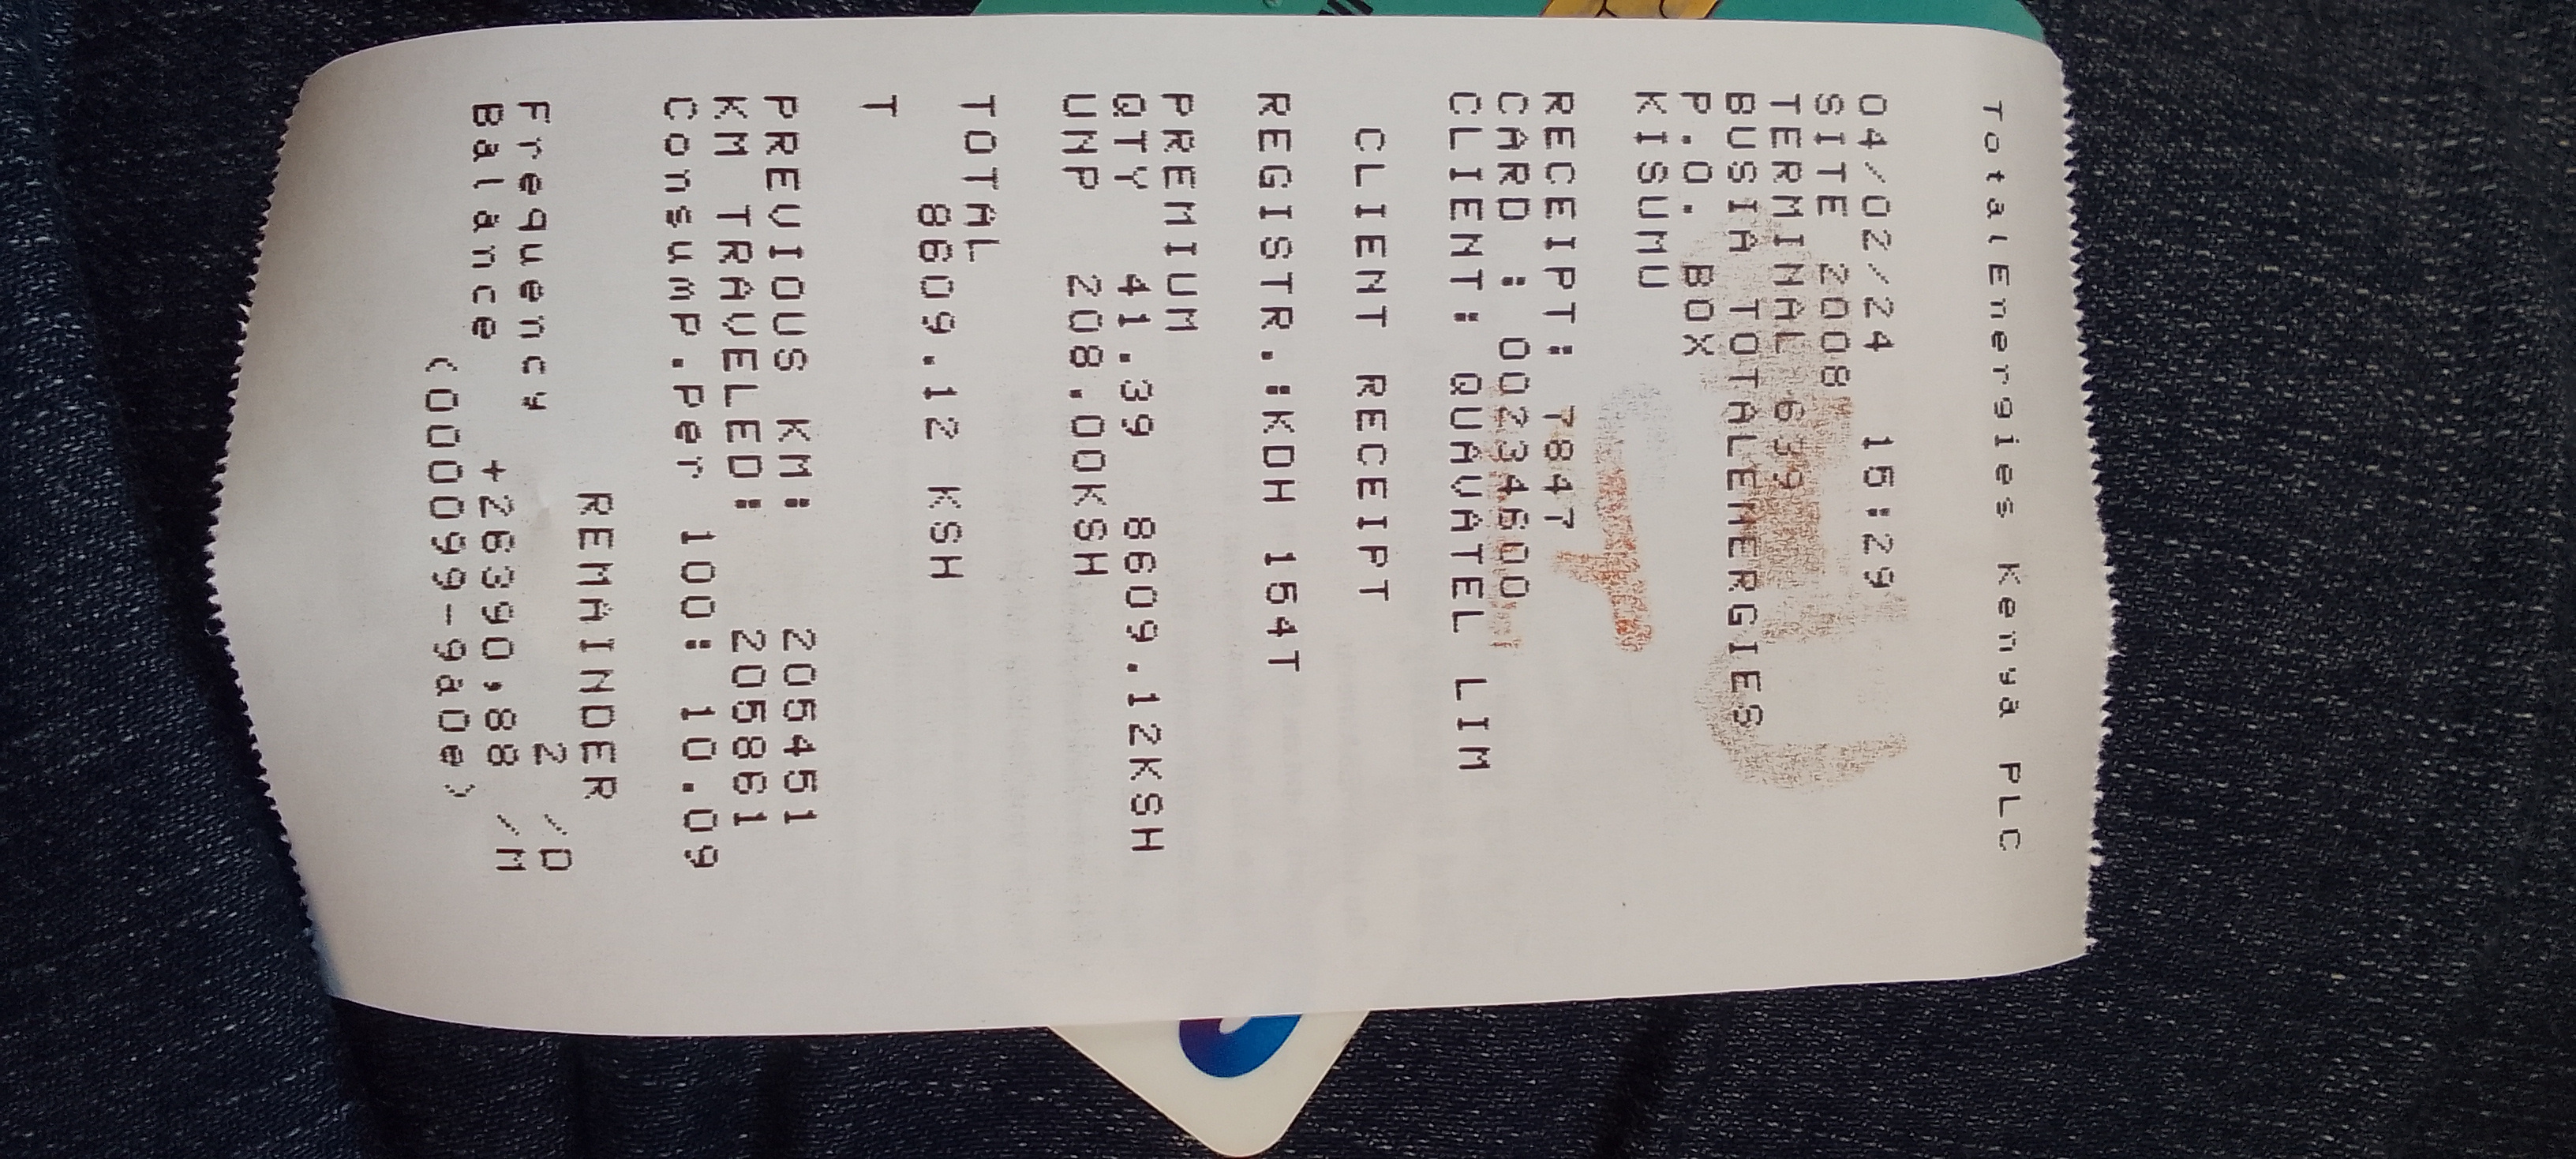 TotalEnergies Kenya PLC
04/02/24 15:29
SITE 2008
TERMINAL 639
BUSIA TOTALENERGIES
P.O. BOX
KISUMU
RECEIPT: 7847
CARD : 00234600
CLIENT: QUAVATEL LIM
CLIENT RECEIPT
REGISTR.:KDH 154T
PREMIUM
QTY 41.39 8609.12KSH
UNP 208.00KSH
TOTAL
8609.12 KSH
T
PREVIOUS KM: 205451
KM TRAVELED: 205861
Consump.Per 100: 10.09
REMAINDER
Frequency 2 /D
Balance +26390,88 /M
(000099-9a0e)